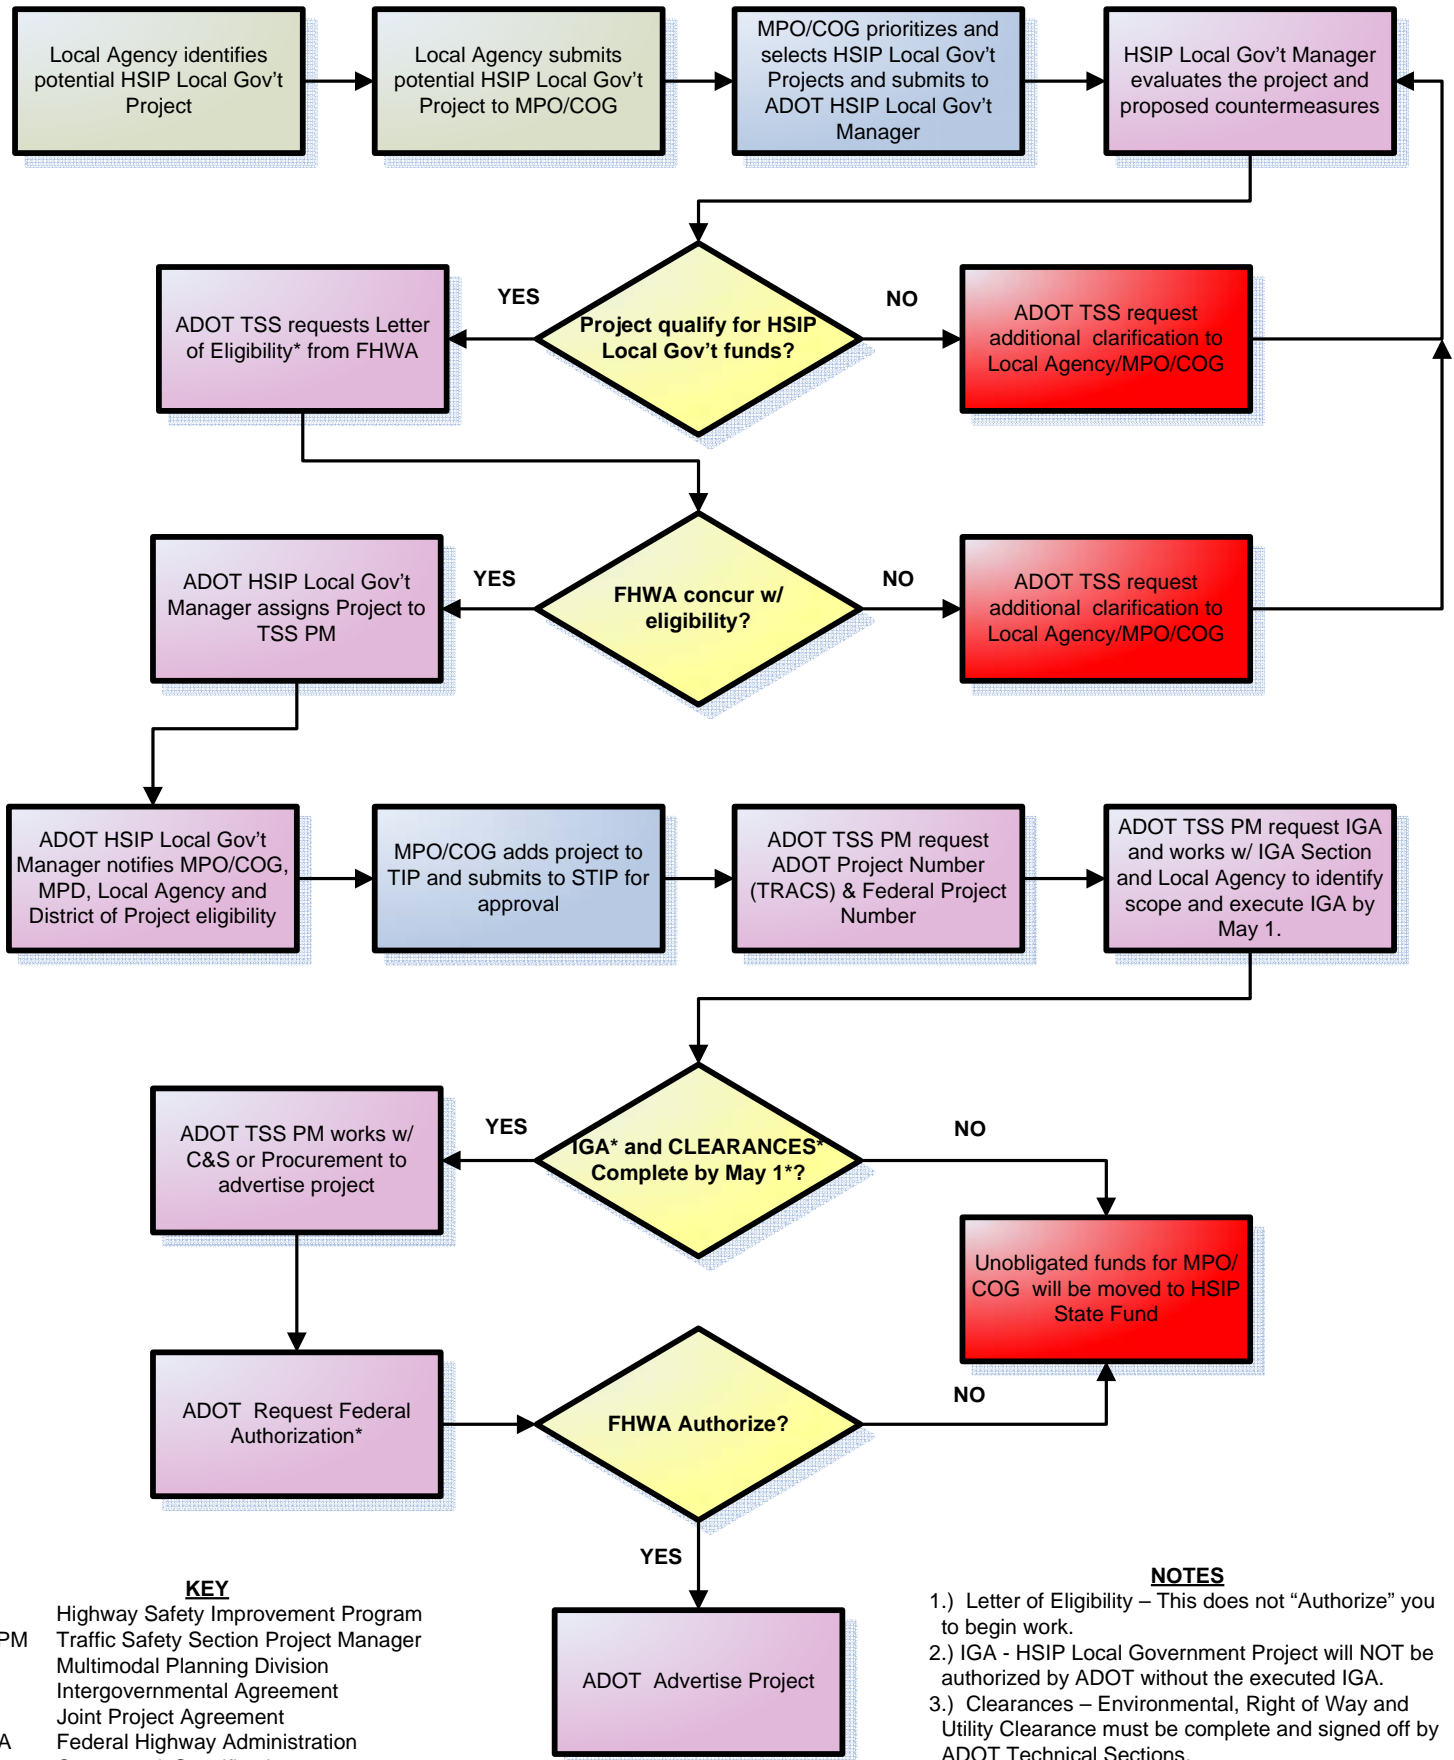 Local Agency identifies
potential HSIP Local Gov't
Project
Local Agency submits
potential HSIP Local Gov't
Project to MPO/COG
MPO/COG prioritizes and
selects HSIP Local Gov't
Projects and submits to
ADOT HSIP Local Gov't
Manager
HSIP Local Gov't Manager
evaluates the project and
proposed countermeasures
ADOT TSS requests Letter
of Eligibility* from FHWA
YES
Project qualify for HSIP
Local Gov't funds?
NO
ADOT TSS request
additional clarification to
Local Agency/MPO/COG
ADOT HSIP Local Gov't
Manager assigns Project to
TSS PM
YES
FHWA concur w/
eligibility?
NO
ADOT TSS request
additional clarification to
Local Agency/MPO/COG
ADOT HSIP Local Gov't
Manager notifies MPO/COG,
MPD, Local Agency and
District of Project eligibility
MPO/COG adds project to
TIP and submits to STIP for
approval
ADOT TSS PM request
ADOT Project Number
(TRACS) & Federal Project
Number
ADOT TSS PM request IGA
and works w/ IGA Section
and Local Agency to identify
scope and execute IGA by
May 1.
ADOT TSS PM works w/
C&S or Procurement to
advertise project
YES
IGA* and CLEARANCES*
Complete by May 1*?
NO
Unobligated funds for MPO/
COG will be moved to HSIP
State Fund
ADOT Request Federal
Authorization*
FHWA Authorize?
NO
YES
ADOT Advertise Project
KEY
Highway Safety Improvement Program
PM Traffic Safety Section Project Manager
Multimodal Planning Division
Intergovernmental Agreement
Joint Project Agreement
A Federal Highway Administration
NOTES
1.) Letter of Eligibility – This does not “Authorize” you
to begin work.
2.) IGA - HSIP Local Government Project will NOT be
authorized by ADOT without the executed IGA.
3.) Clearances – Environmental, Right of Way and
Utility Clearance must be complete and signed off by
ADOT Technical Sections.